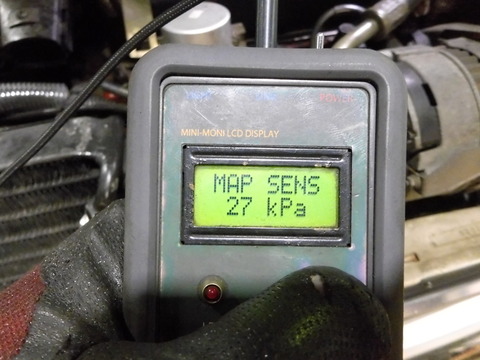 MINI-MONI LCD DISPLAY
MAP SENS
27 kPa